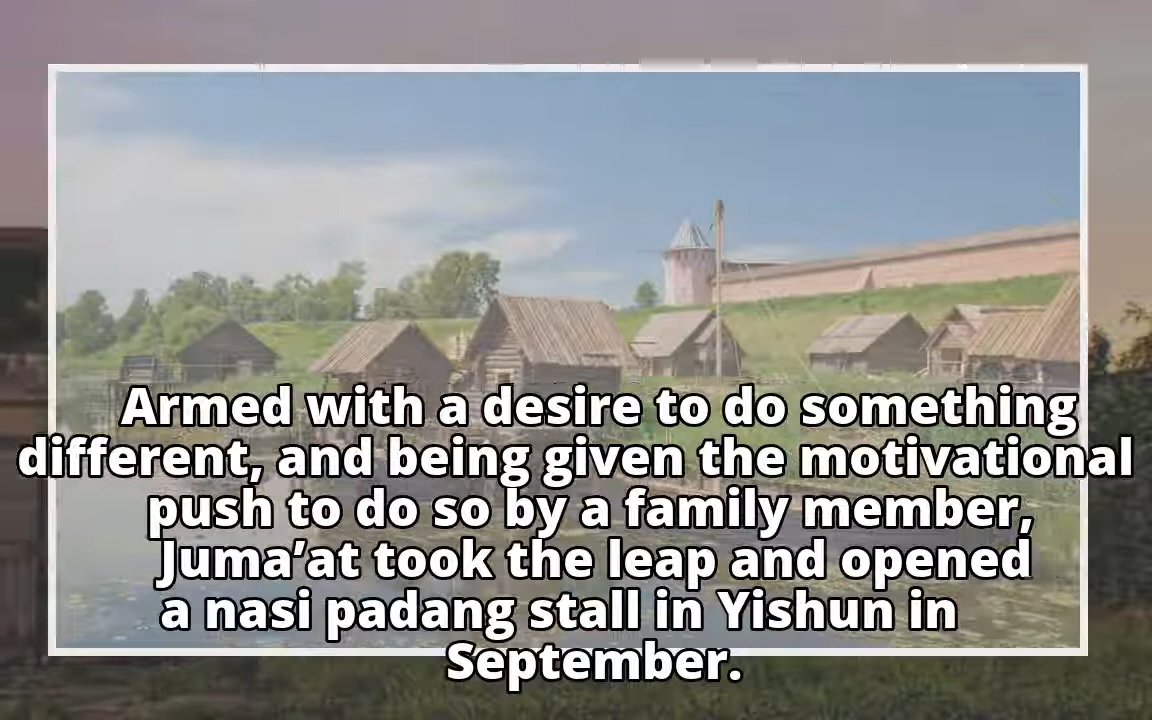 Armed with a desire to do something
different, and being given the motivational
push to do so by a family member,
Juma’at took the leap and opened
a nasi padang stall in Yishun in
September.